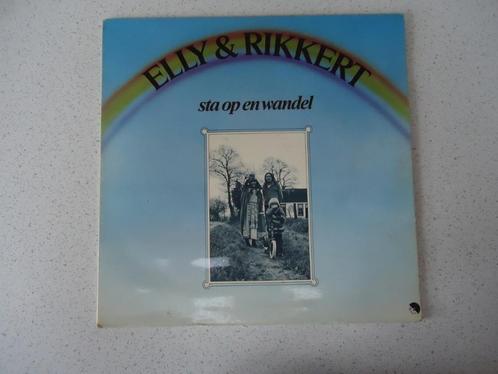 ELLY & RIKKERT
sta op en wandel